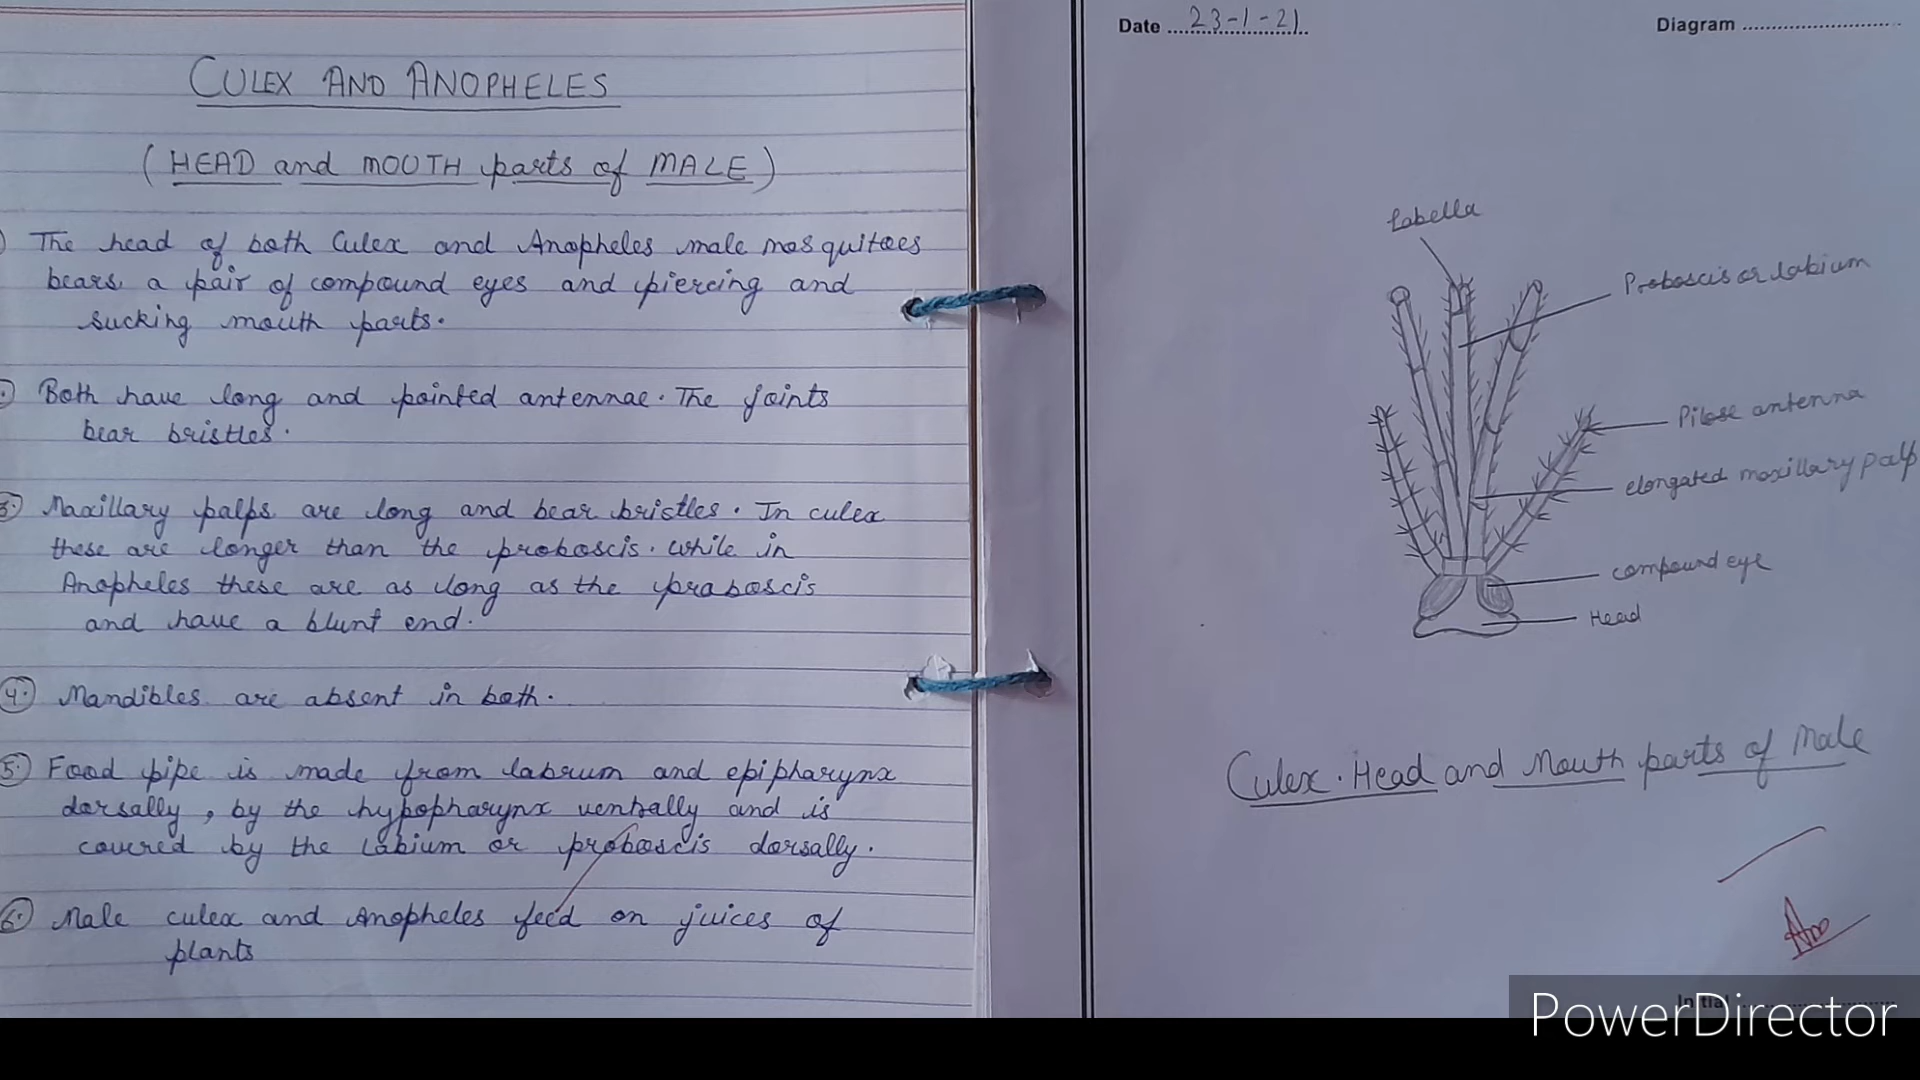 CULEX AND ANOPHELES
(HEAD and MOUTH parts of MALE)
The head of both Culex and Anopheles male mosquitoes
bears a pair of compound eyes and piercing and
sucking mouth parts.
Both have long and pointed antennae. The joints
bear bristles.
3. Maxillary palps are long and bear bristles. In culex
these are longer than the proboscis. while in
Anopheles these are as long as the proboscis
and have a blunt end.
4. Mandibles are absent in both.
5. Food pipe is made from labrum and epipharynx
dorsally, by the hypopharynx ventrally and is
covered by the labium or proboscis dorsally.
6. Male culex and Anopheles feed on juices of
plants
Date 23-1-21
Diagram
labella
Proboscis or labium
Pilose antenna
elongated maxillary palp
compound eye
Head
Culex. Head and Mouth parts of Male
Initial
PowerDirector